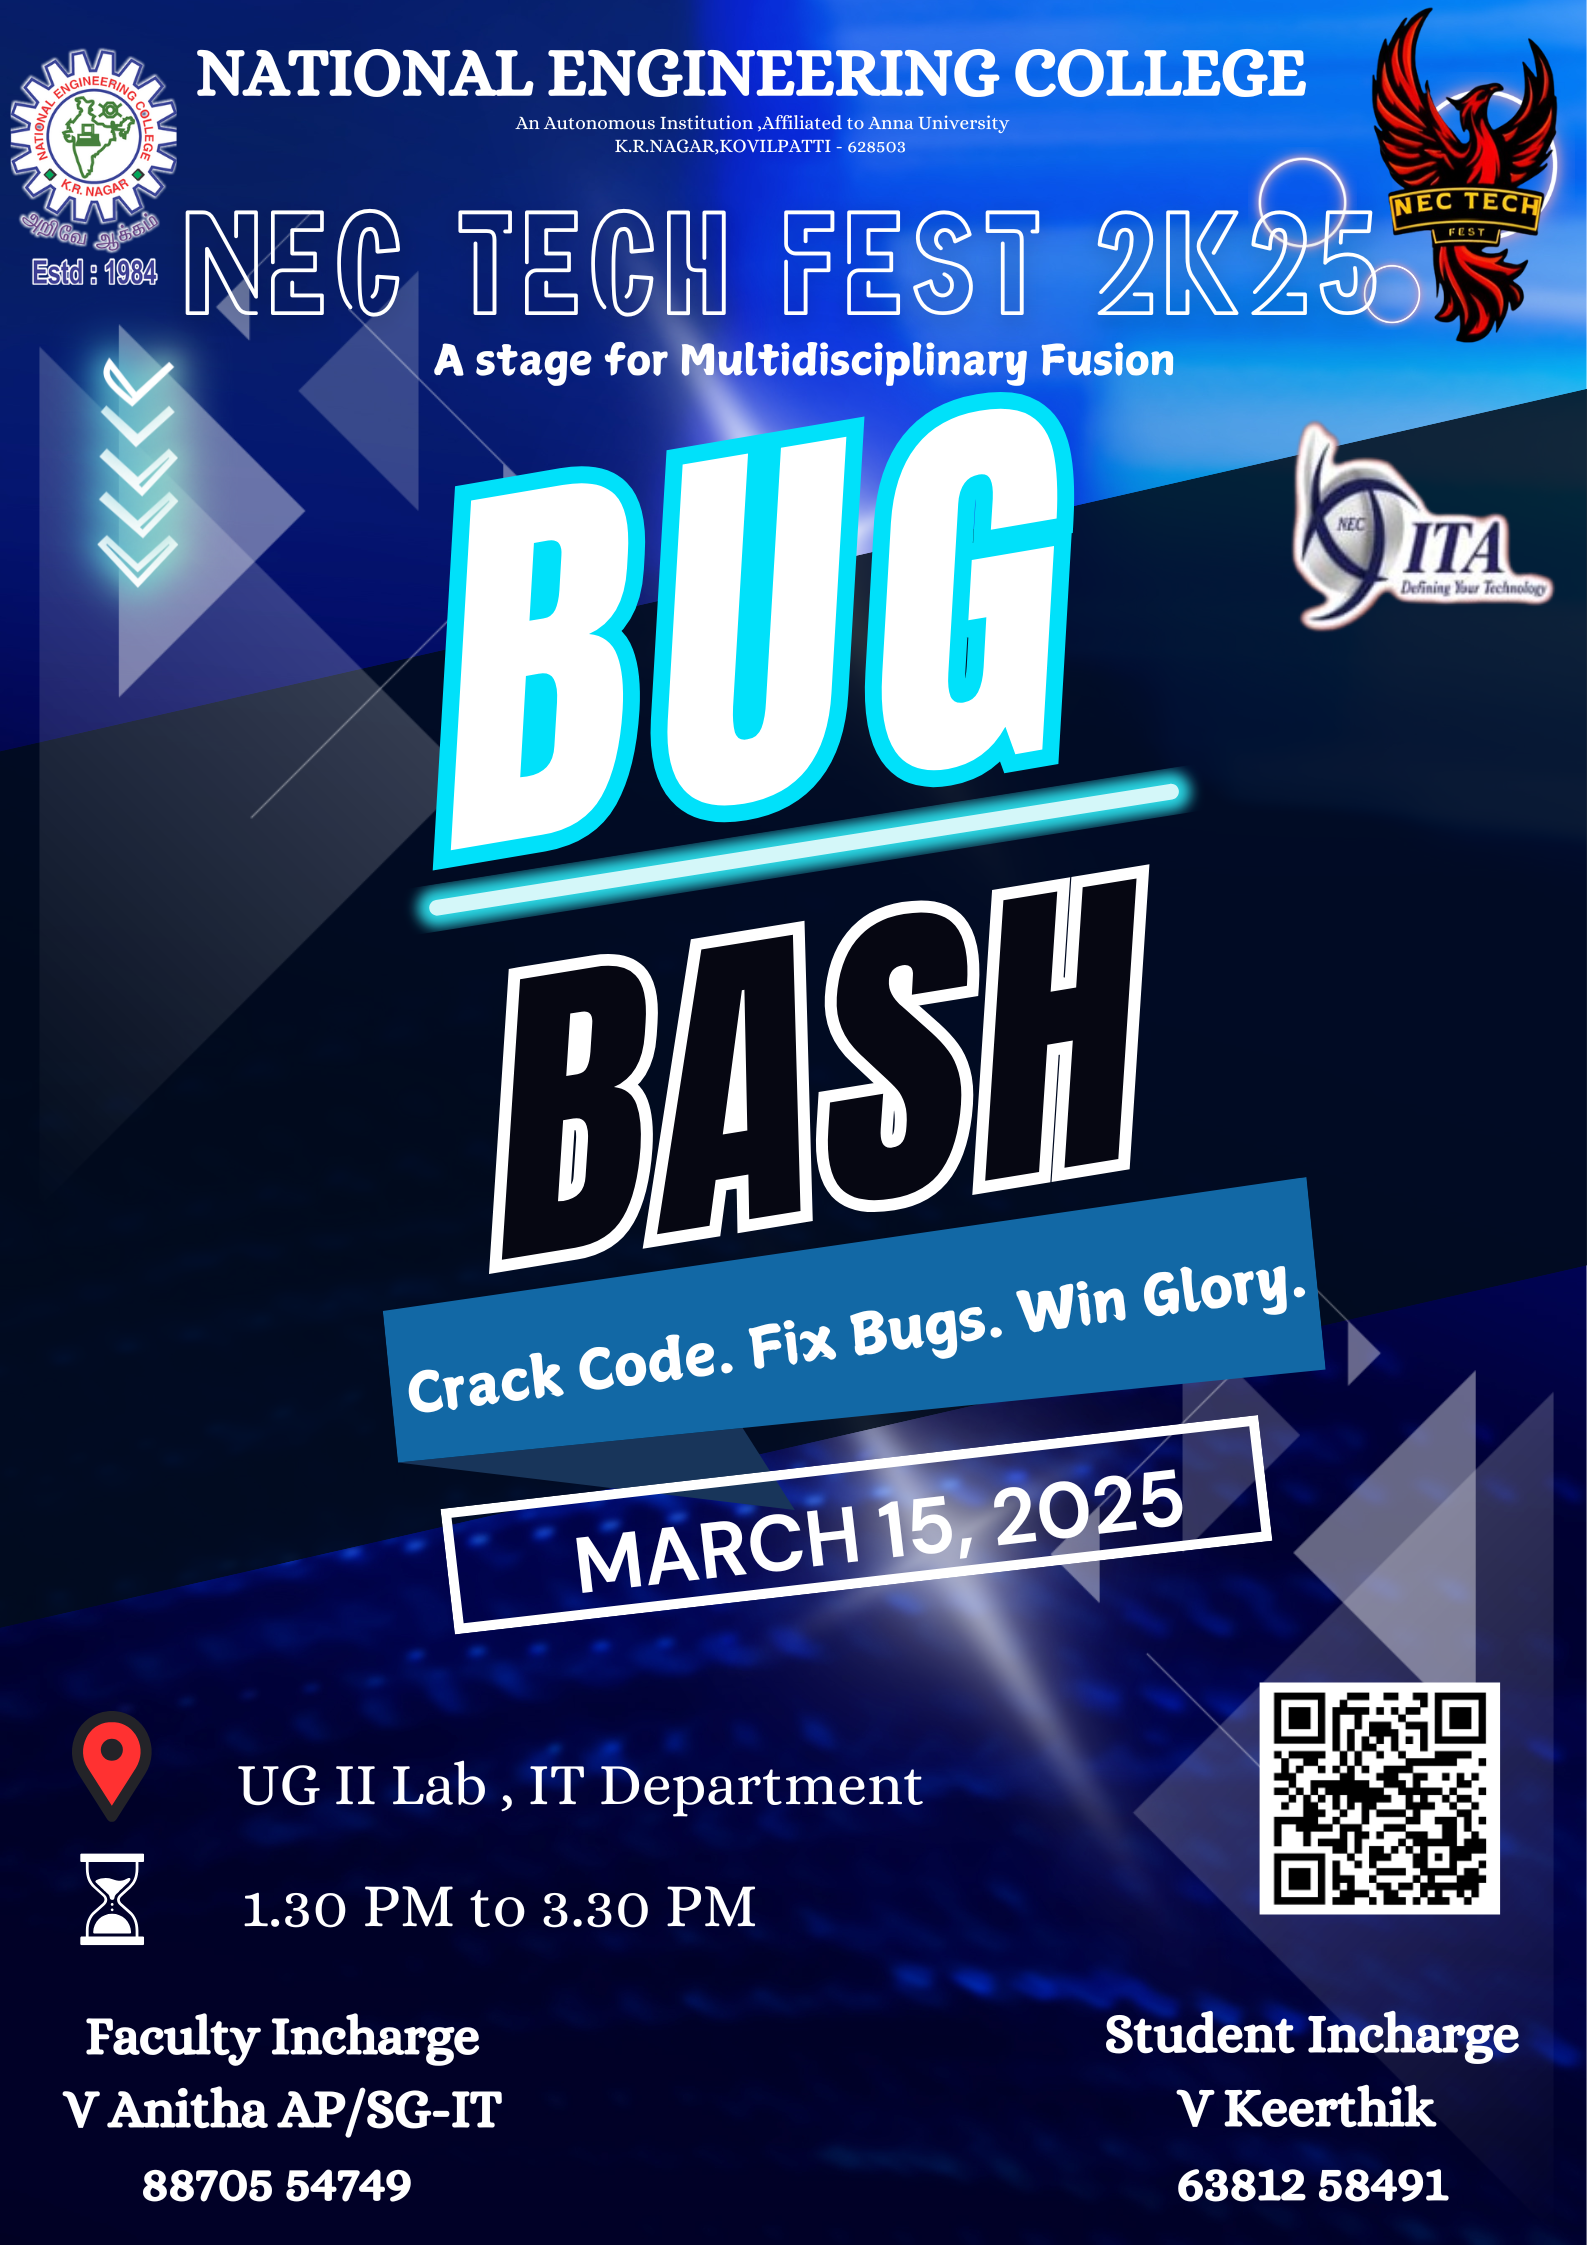 NATIONAL ENGINEERING COLLEGE
An Autonomous Institution ,Affiliated to Anna University
K.R.NAGAR,KOVILPATTI - 628503
NATIONAL ENGINEERING COLLEGE
K.R. NAGAR
அறிவே ஆக்கம்
Estd : 1984
NEC TECH
FEST
NEC TECH FEST 2K25
A stage for Multidisciplinary Fusion
NEC
ITA
Defining Your Technology
BUG
BASH
Crack Code. Fix Bugs. Win Glory.
MARCH 15, 2025
UG II Lab , IT Department
1.30 PM to 3.30 PM
Faculty Incharge
V Anitha AP/SG-IT
88705 54749
Student Incharge
V Keerthik
63812 58491